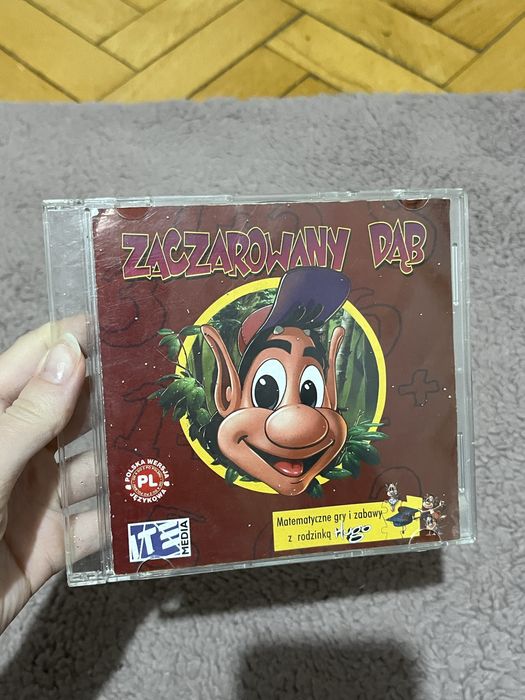 ZACZAROWANY DĄB
POLSKA WERSJA
PL
JĘZYKOWA
ITE
MEDIA
Matematyczne gry i zabawy
z rodzinką Hugo